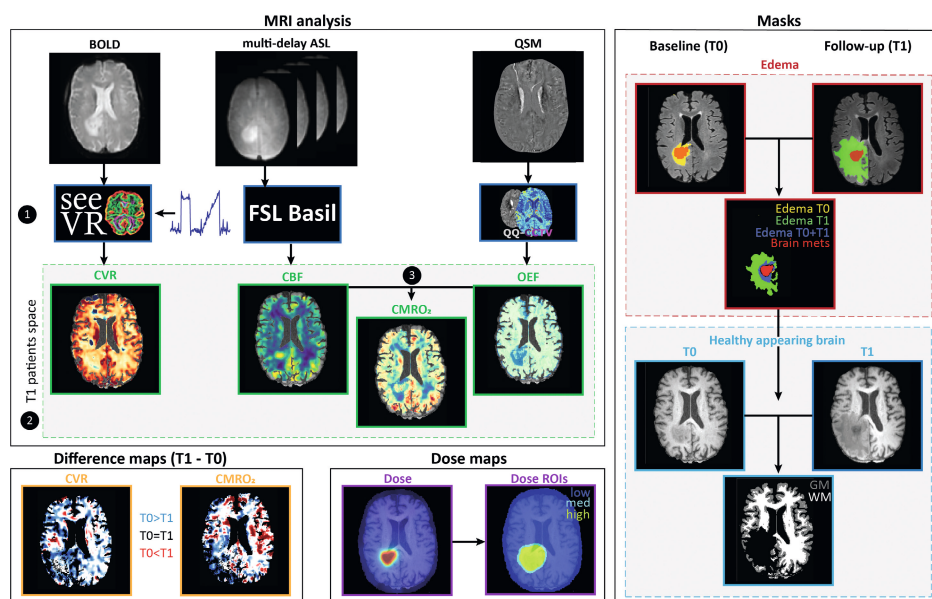 MRI analysis
BOLD
multi-delay ASL
QSM
1
see
VR
FSL Basil
QQ-CCTV
3
CVR
CBF
CMRO₂
OEF
T1 patients space
2
Difference maps (T1 - T0)
CVR
CMRO₂
T0>T1
T0=T1
T0<T1
Dose maps
Dose
Dose ROIs
low
med
high
Masks
Baseline (T0)
Follow-up (T1)
Edema
Edema T0
Edema T1
Edema T0+T1
Brain mets
Healthy appearing brain
T0
T1
GM
WM